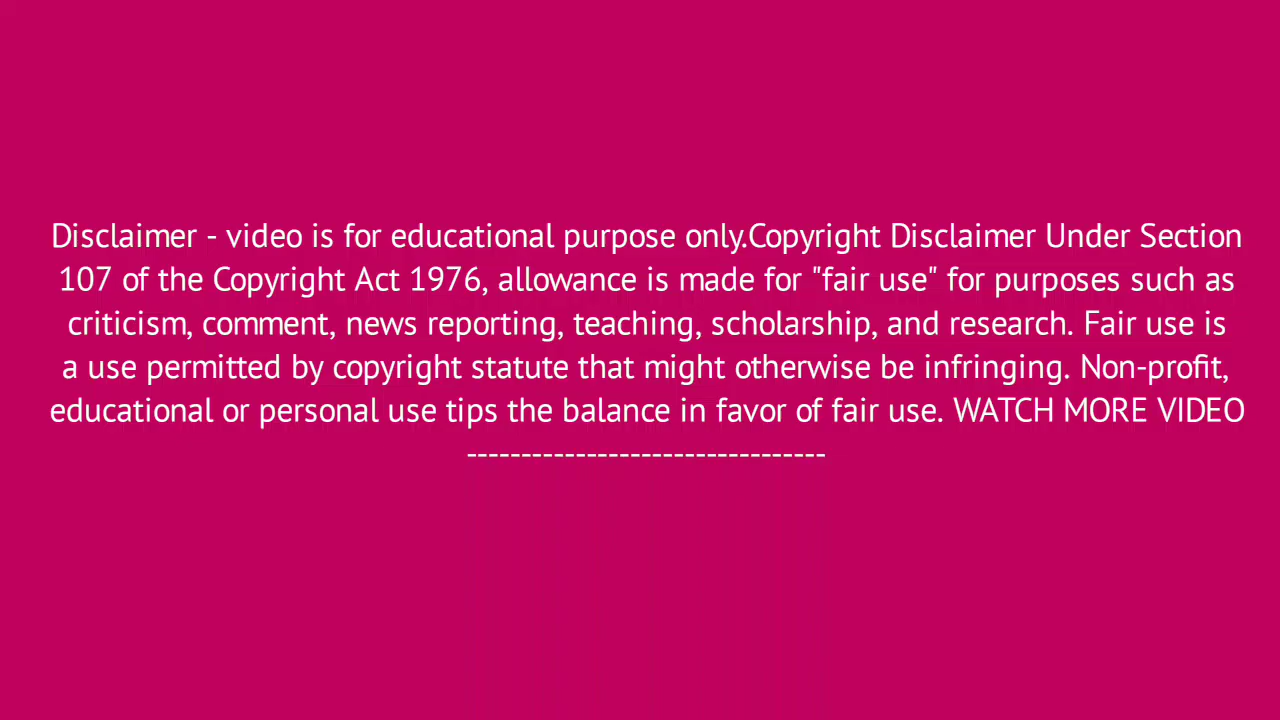 Disclaimer - video is for educational purpose only.Copyright Disclaimer Under Section
107 of the Copyright Act 1976, allowance is made for "fair use" for purposes such as
criticism, comment, news reporting, teaching, scholarship, and research. Fair use is
a use permitted by copyright statute that might otherwise be infringing. Non-profit,
educational or personal use tips the balance in favor of fair use. WATCH MORE VIDEO
---------------------------------